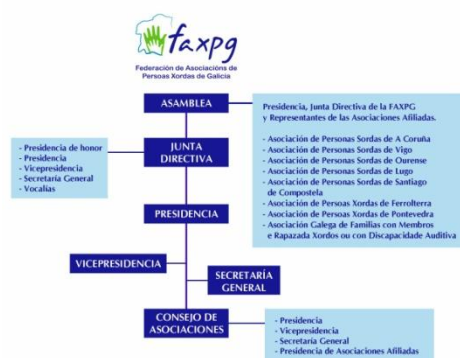 faxpg
Federación de Asociacións de
Persoas Xordas de Galicia
ASAMBLEA
Presidencia, Junta Directiva de la FAXPG
y Representantes de las Asociaciones Afiliadas.
- Asociación de Personas Sordas de A Coruña
- Asociación de Personas Sordas de Vigo
- Asociación de Personas Sordas de Ourense
- Asociación de Personas Sordas de Lugo
- Asociación de Personas Sordas de Santiago
de Compostela
- Asociación de Persoas Xordas de Ferrolterra
- Asociación de Persoas Xordas de Pontevedra
- Asociación Galega de Familias con Membros
e Rapazada Xordos ou con Discapacidade Auditiva
JUNTA
DIRECTIVA
- Presidencia de honor
- Presidencia
- Vicepresidencia
- Secretaría General
- Vocalías
PRESIDENCIA
VICEPRESIDENCIA
SECRETARÍA
GENERAL
CONSEJO DE
ASOCIACIONES
- Presidencia
- Vicepresidencia
- Secretaría General
- Presidencia de Asociaciones Afiliadas